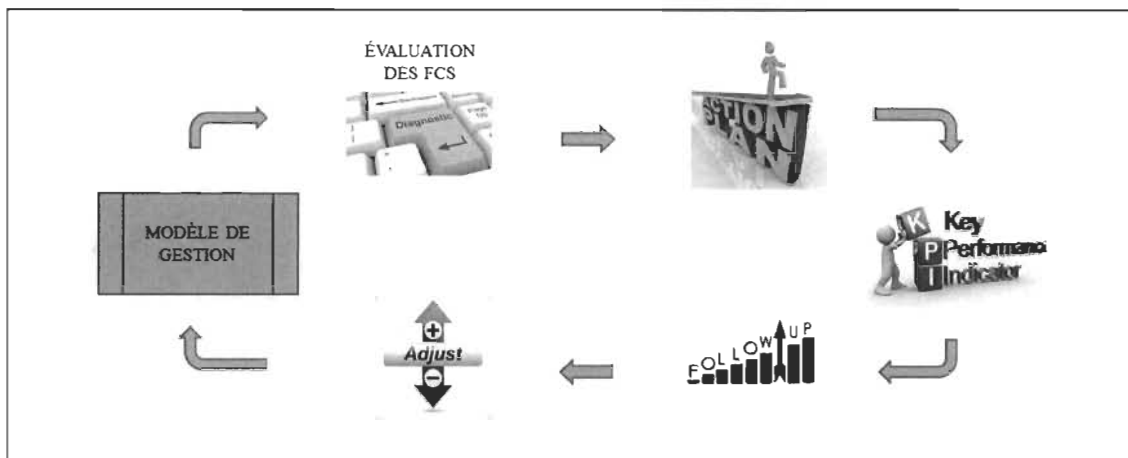 ÉVALUATION
DES FCS
Diagnostic
ACTION
PLAN
MODÈLE DE
GESTION
K Key
P Performance
I Indicator
Adjust
FOLLOW UP